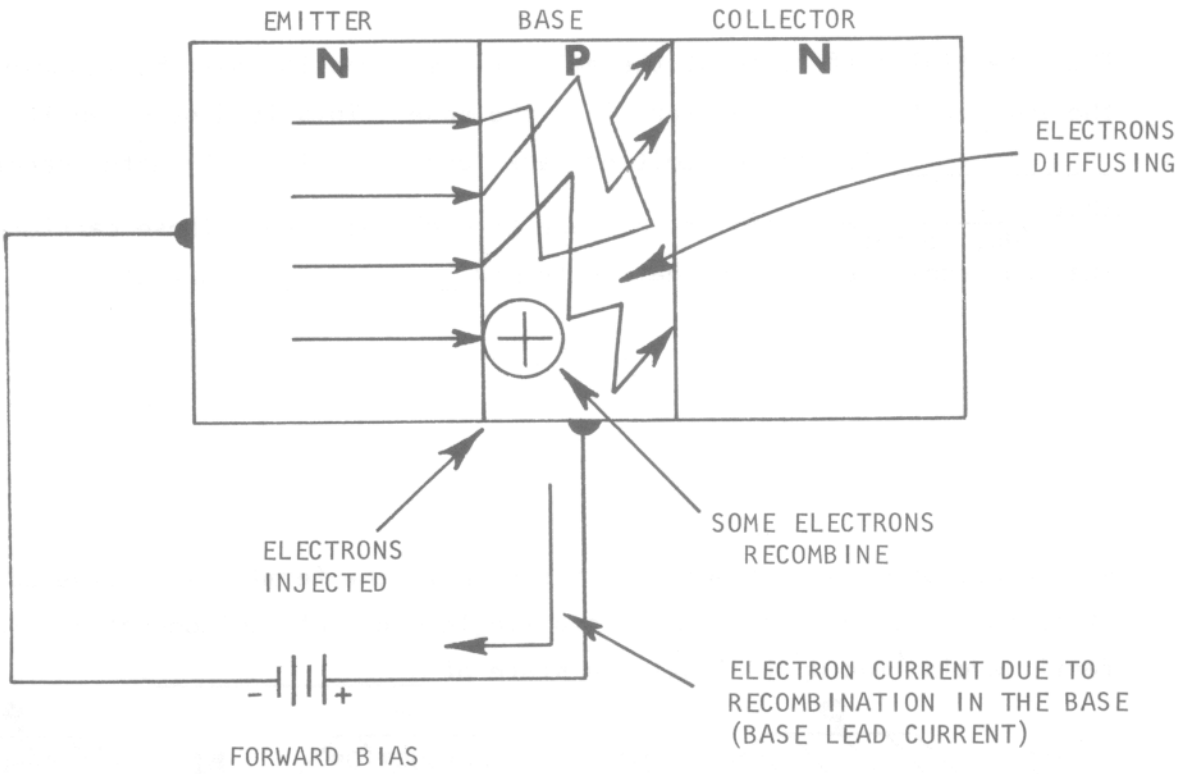 EMITTER
BASE
COLLECTOR
N
P
N
ELECTRONS
DIFFUSING
SOME ELECTRONS
RECOMBINE
ELECTRONS
INJECTED
ELECTRON CURRENT DUE TO
RECOMBINATION IN THE BASE
(BASE LEAD CURRENT)
- +
FORWARD BIAS